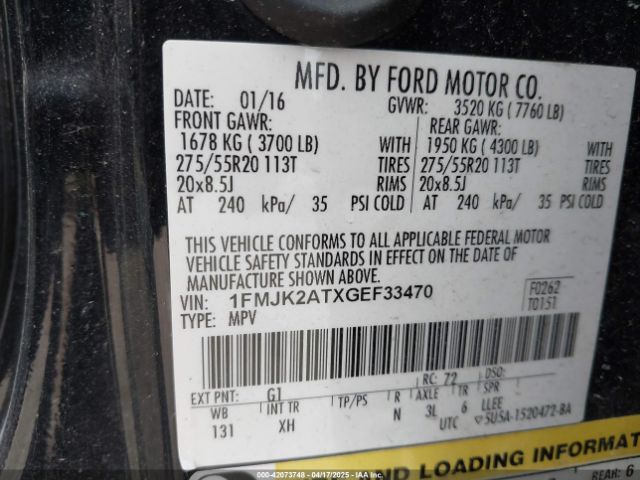 MFD. BY FORD MOTOR CO.
DATE: 01/16 GVWR: 3520 KG ( 7760 LB)
FRONT GAWR: REAR GAWR:
1678 KG ( 3700 LB) WITH 1950 KG ( 4300 LB) WITH
275/55R20 113T TIRES 275/55R20 113T TIRES
20x8.5J RIMS 20x8.5J RIMS
AT 240 kPa/ 35 PSI COLD AT 240 kPa/ 35 PSI COLD
THIS VEHICLE CONFORMS TO ALL APPLICABLE FEDERAL MOTOR
VEHICLE SAFETY STANDARDS IN EFFECT ON THE DATE OF
MANUFACTURE SHOWN ABOVE.
VIN: 1FMJK2ATXGEF33470 F0262
TYPE: MPV T0151
EXT PNT: G1 RC: 72 DSO:
WB INT TR TP/PS R AXLE TR SPR
131 XH N 3L 6 LLEE
UTC 5U5A-1520472-BA
ND LOADING INFORMATI
REAR: 6
000-42073748 - 04/17/2025 - IAA Inc.